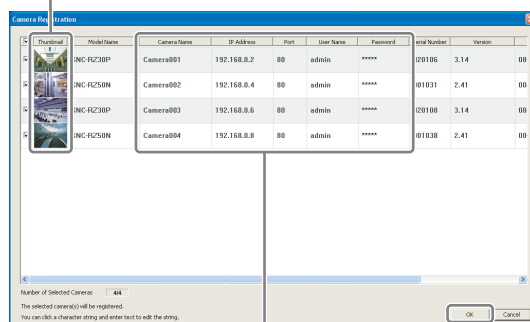 Camera Registration
Thumbnail Model Name Camera Name IP Address Port User Name Password erial Number Version
SNC-RZ30P Camera001 192.168.0.2 80 admin ***** 020106 3.14 08
SNC-RZ50N Camera002 192.168.0.4 80 admin ***** 01031 2.41 00
SNC-RZ30P Camera003 192.168.0.6 80 admin ***** 020108 3.14 08
SNC-RZ50N Camera004 192.168.0.8 80 admin ***** 01038 2.41 00
Number of Selected Cameras 4/4
The selected camera(s) will be registered.
You can click a character string and enter text to edit the string.
OK Cancel